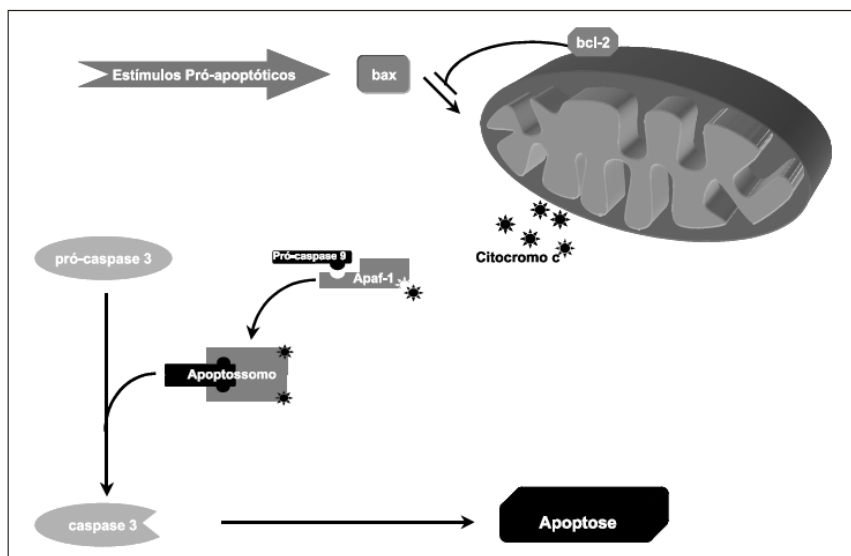 bcl-2
Estímulos Pró-apoptóticos
bax
Citocromo c
pró-caspase 3
Pró-caspase 9
Apaf-1
Apoptossomo
caspase 3
Apoptose